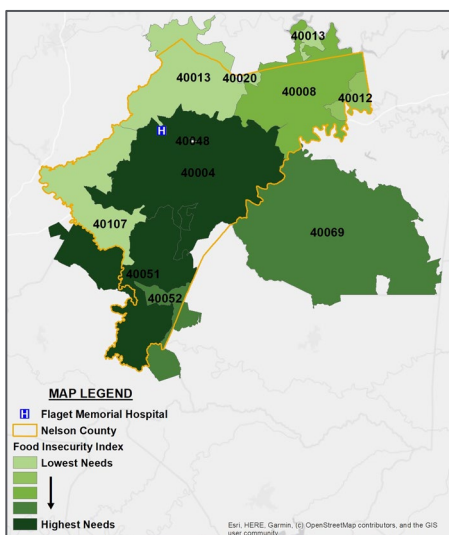 40013
40013
40020
40008
40012
40048
40004
40107
40069
40051
40052
MAP LEGEND
H Flaget Memorial Hospital
Nelson County
Food Insecurity Index
Lowest Needs
Highest Needs
Esri, HERE, Garmin, (c) OpenStreetMap contributors, and the GIS
user community